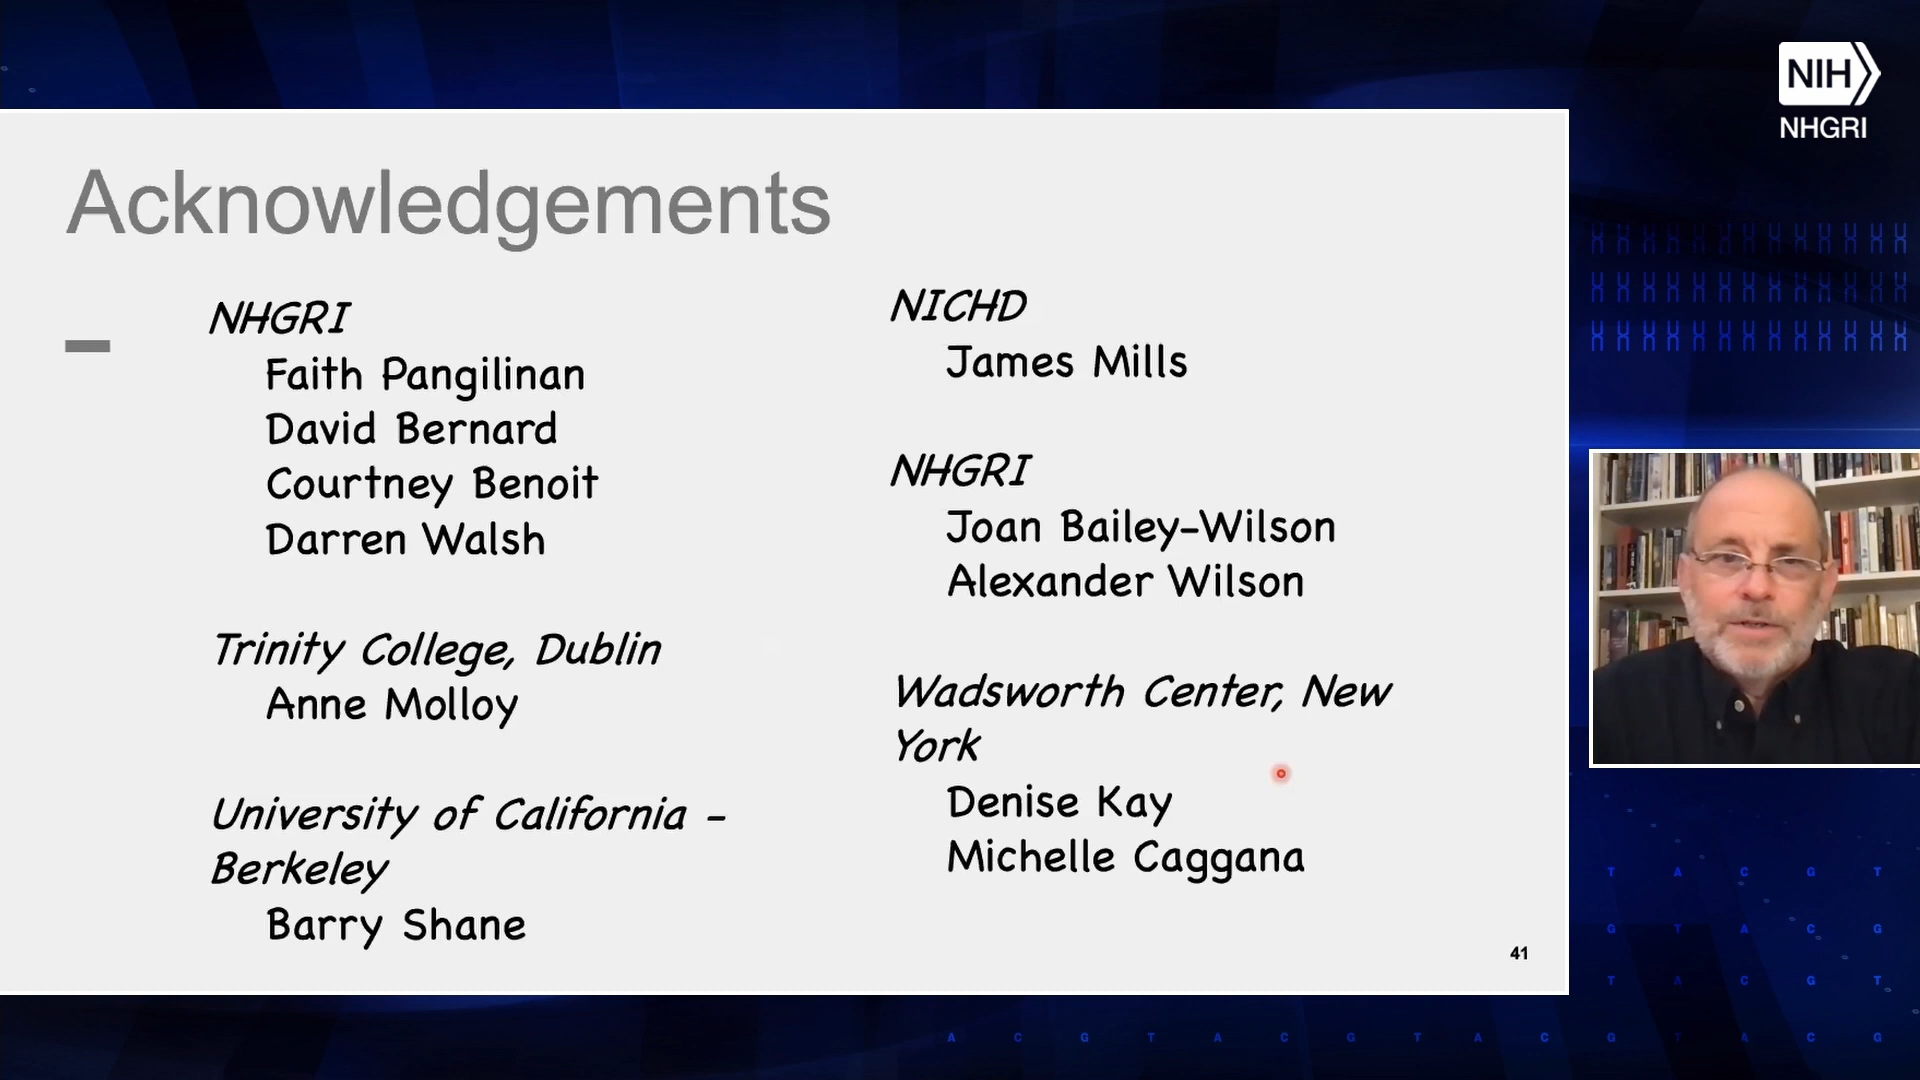 NIH
NHGRI
Acknowledgements
NHGRI
Faith Pangilinan
David Bernard
Courtney Benoit
Darren Walsh
Trinity College, Dublin
Anne Molloy
University of California –
Berkeley
Barry Shane
NICHD
James Mills
NHGRI
Joan Bailey-Wilson
Alexander Wilson
Wadsworth Center, New
York
Denise Kay
Michelle Caggana
41
T A C G T
G T A C G
T A C G T
A C G T A C G T A C G T A C G